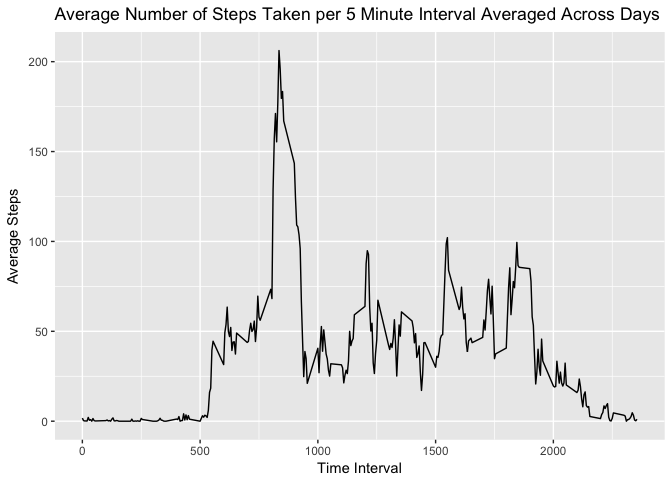 Average Number of Steps Taken per 5 Minute Interval Averaged Across Days
Average Steps
200
150
100
50
0
0 500 1000 1500 2000
Time Interval